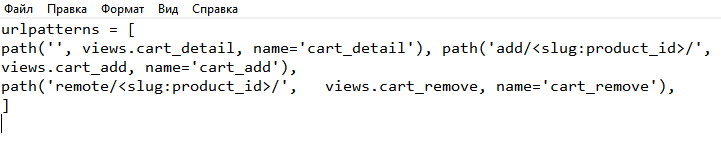 Файл Правка Формат Вид Справка
urlpatterns = [
path('', views.cart_detail, name='cart_detail'), path('add/<slug:product_id>/',
views.cart_add, name='cart_add'),
path('remote/<slug:product_id>/',   views.cart_remove, name='cart_remove'),
]